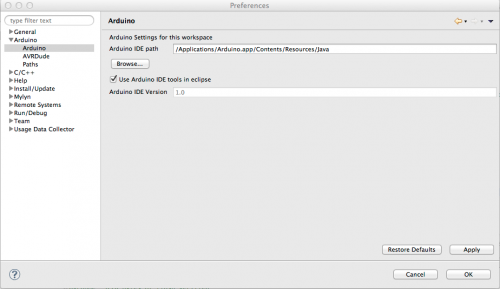 Preferences
type filter text
General
Arduino
Arduino
AVRDude
Paths
C/C++
Help
Install/Update
Mylyn
Remote Systems
Run/Debug
Team
Usage Data Collector
Arduino
Arduino Settings for this workspace
Arduino IDE path /Applications/Arduino.app/Contents/Resources/Java
Browse...
Use Arduino IDE tools in eclipse
Arduino IDE Version 1.0
Restore Defaults Apply
? Cancel OK